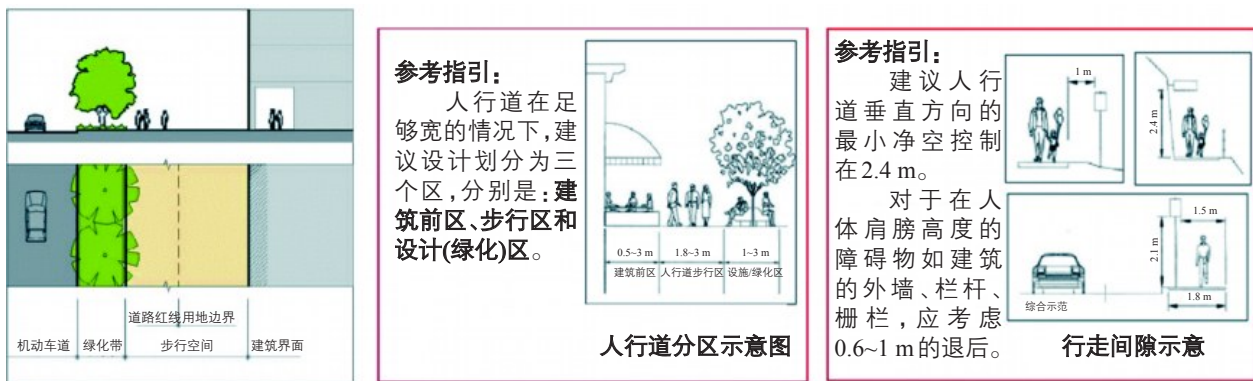 道路红线用地边界
机动车道 绿化带 步行空间 建筑界面
参考指引:
人行道在足
够宽的情况下,建
议设计划分为三
个区,分别是:建
筑前区、步行区和
设计(绿化)区。
0.5~3 m 1.8~3 m 1~3 m
建筑前区 人行道步行区 设施/绿化区
人行道分区示意图
参考指引:
建议人行
道垂直方向的
最小净空控制
在2.4 m。
对于在人
体肩膀高度的
障碍物如建筑
的外墙、栏杆、
栅栏,应考虑
0.6~1 m的退后。
1 m
2.4 m
1.5 m
2.1 m
1.8 m
综合示范
行走间隙示意